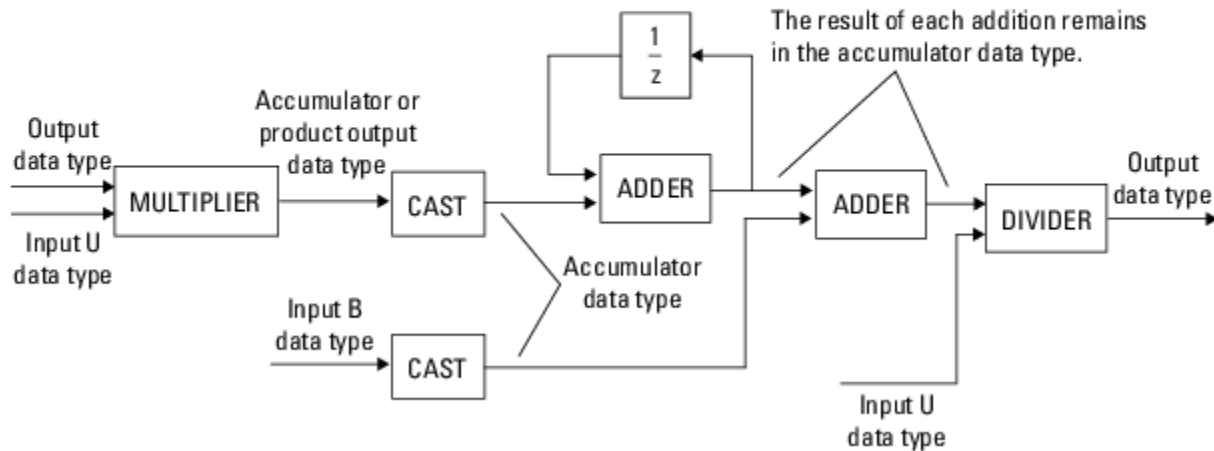 The result of each addition remains
in the accumulator data type.
1
z
Accumulator or
product output
data type
Output
data type
MULTIPLIER
Input U
data type
CAST
ADDER
ADDER
DIVIDER
Output
data type
Accumulator
data type
Input B
data type
CAST
Input U
data type